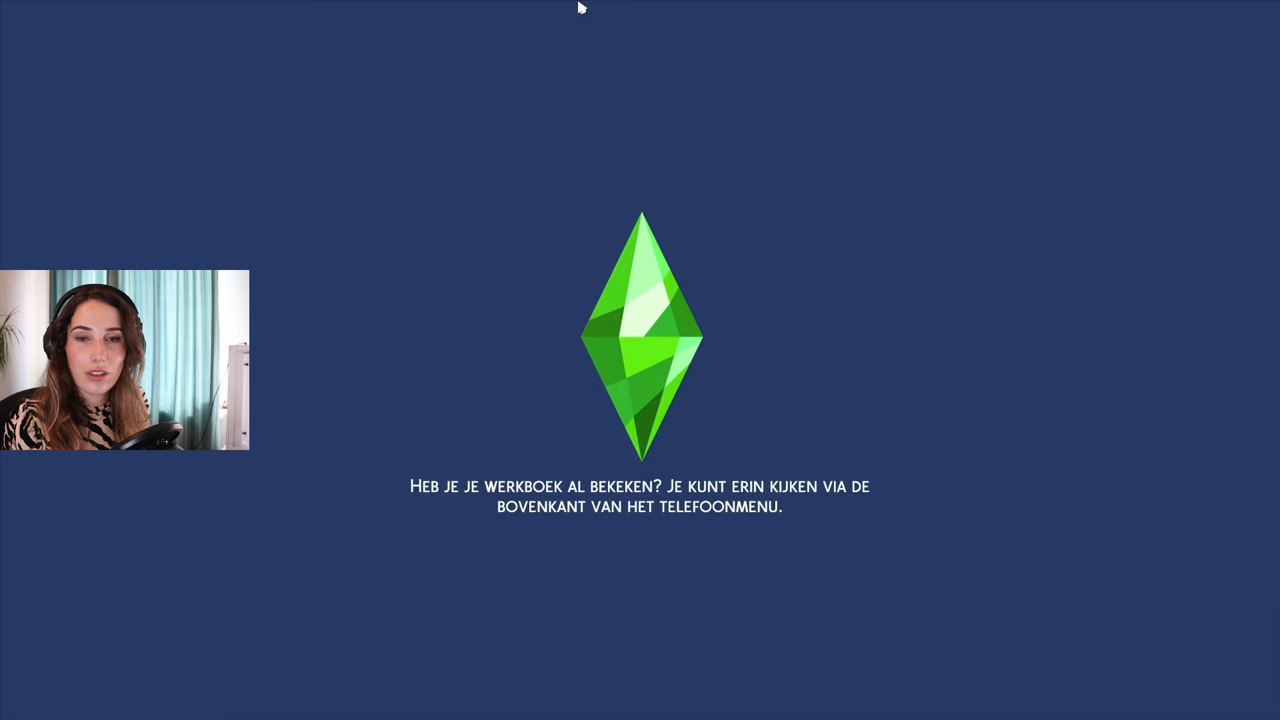 Heb je je werkboek al bekeken? Je kunt erin kijken via de
bovenkant van het telefoonmenu.